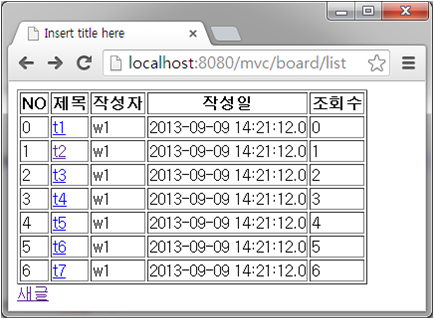 Insert title here
localhost:8080/mvc/board/list
NO 제목 작성자 작성일 조회수
0 t1 w1 2013-09-09 14:21:12.0 0
1 t2 w1 2013-09-09 14:21:12.0 1
2 t3 w1 2013-09-09 14:21:12.0 2
3 t4 w1 2013-09-09 14:21:12.0 3
4 t5 w1 2013-09-09 14:21:12.0 4
5 t6 w1 2013-09-09 14:21:12.0 5
6 t7 w1 2013-09-09 14:21:12.0 6
새글